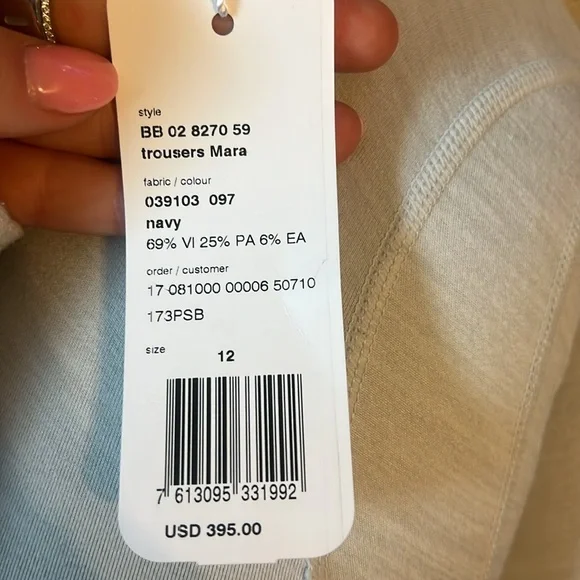 style
BB 02 8270 59
trousers Mara
fabric / colour
039103 097
navy
69% VI 25% PA 6% EA
order / customer
17 081000 00006 50710
173PSB
size 12
7 613095 331992
USD 395.00